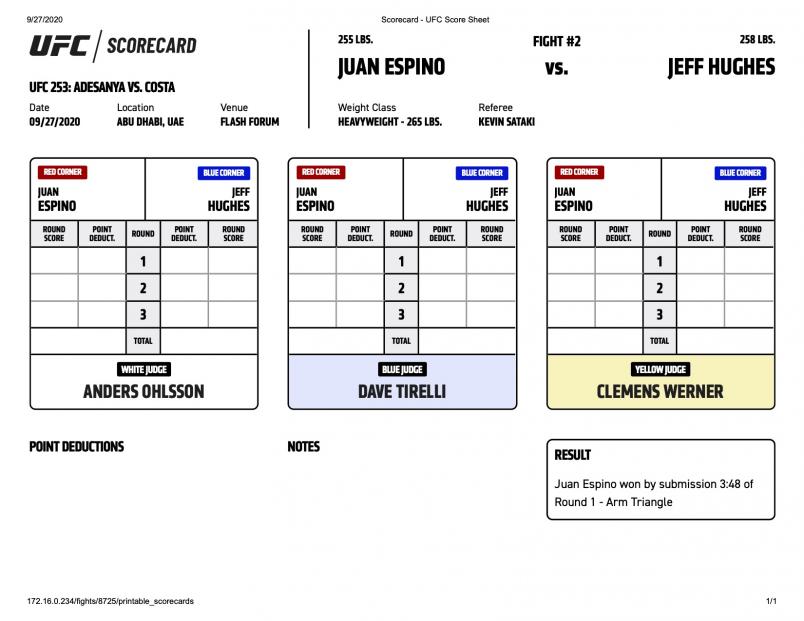 9/27/2020 Scorecard - UFC Score Sheet
UFC / SCORECARD
255 LBS. FIGHT #2 258 LBS.
JUAN ESPINO VS. JEFF HUGHES
UFC 253: ADESANYA VS. COSTA
Date Location Venue Weight Class Referee
09/27/2020 ABU DHABI, UAE FLASH FORUM HEAVYWEIGHT - 265 LBS. KEVIN SATAKI
RED CORNER BLUE CORNER
JUAN ESPINO JEFF HUGHES
ROUND SCORE POINT DEDUCT. ROUND POINT DEDUCT. ROUND SCORE
1
2
3
TOTAL
WHITE JUDGE
ANDERS OHLSSON
RED CORNER BLUE CORNER
JUAN ESPINO JEFF HUGHES
ROUND SCORE POINT DEDUCT. ROUND POINT DEDUCT. ROUND SCORE
1
2
3
TOTAL
BLUE JUDGE
DAVE TIRELLI
RED CORNER BLUE CORNER
JUAN ESPINO JEFF HUGHES
ROUND SCORE POINT DEDUCT. ROUND POINT DEDUCT. ROUND SCORE
1
2
3
TOTAL
YELLOW JUDGE
CLEMENS WERNER
POINT DEDUCTIONS
NOTES
RESULT
Juan Espino won by submission 3:48 of
Round 1 - Arm Triangle
172.16.0.234/fights/8725/printable_scorecards 1/1